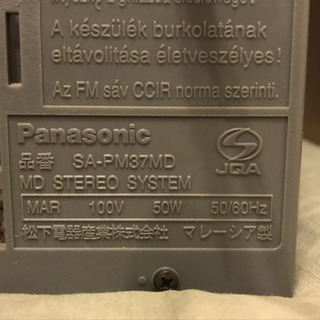 A készülék burkolatának
eltávolítása életveszélyes!
Az FM sáv CCIR norma szerinti.
Panasonic
JQA
品番 SA-PM37MD
MD STEREO SYSTEM
MAR 100V 50W 50/60Hz
松下電器産業株式会社 マレーシア製